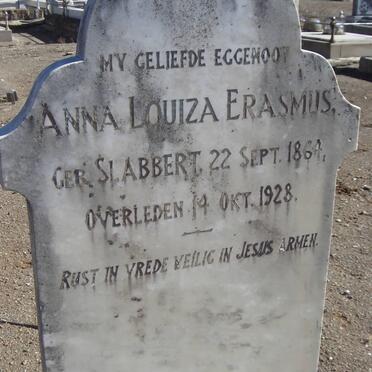 MY GELIEFDE EGGENOOT
ANNA LOUIZA ERASMUS,
GER. SLABBERT, 22 SEPT. 1864,
OVERLEDEN 14 OKT. 1928.
RUST IN VREDE VEILIG IN JESUS ARMEN.